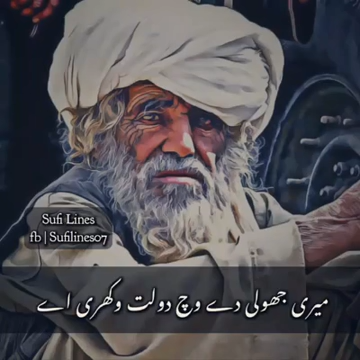 Sufi Lines
fb | Sufilines07
میری جھولی دے وچ دولت وکھری اے